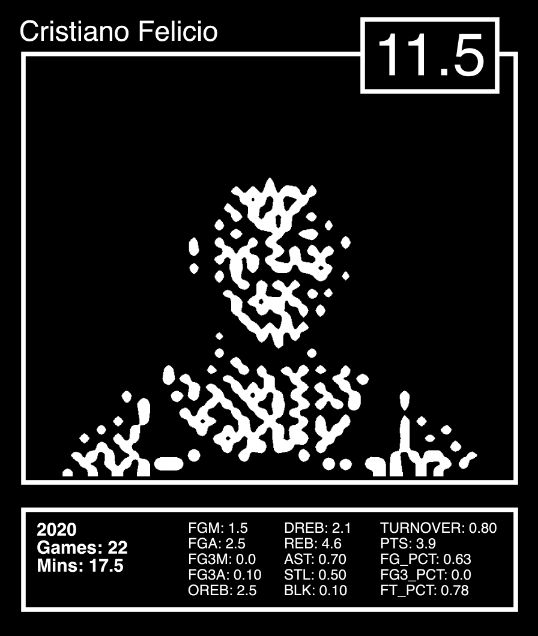 Cristiano Felicio
11.5
2020
Games: 22
Mins: 17.5
FGM: 1.5
FGA: 2.5
FG3M: 0.0
FG3A: 0.10
OREB: 2.5
DREB: 2.1
REB: 4.6
AST: 0.70
STL: 0.50
BLK: 0.10
TURNOVER: 0.80
PTS: 3.9
FG_PCT: 0.63
FG3_PCT: 0.0
FT_PCT: 0.78